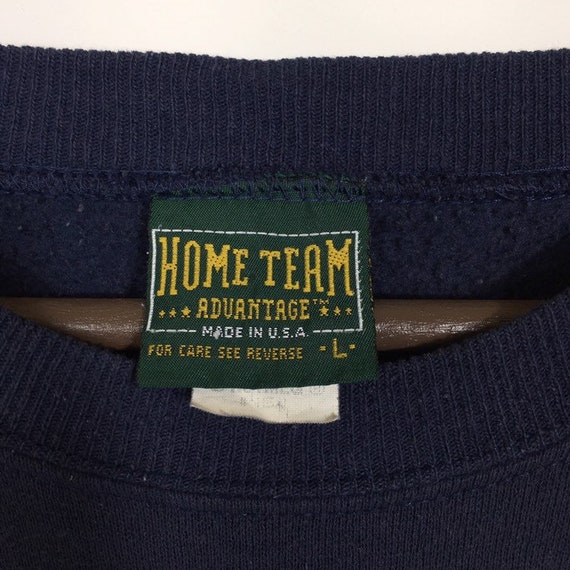 HOME TEAM
ADVANTAGE™
MADE IN U.S.A
FOR CARE SEE REVERSE - L -